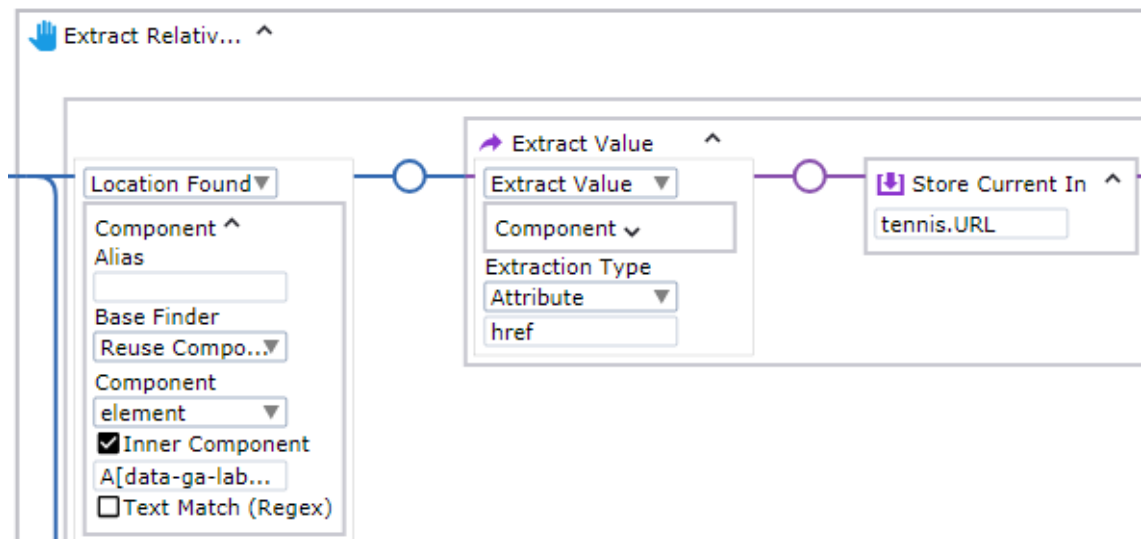 Extract Relativ...
Location Found
Component
Alias
Base Finder
Reuse Compo...
Component
element
Inner Component
A[data-ga-lab...
Text Match (Regex)
Extract Value
Extract Value
Component
Extraction Type
Attribute
href
Store Current In
tennis.URL